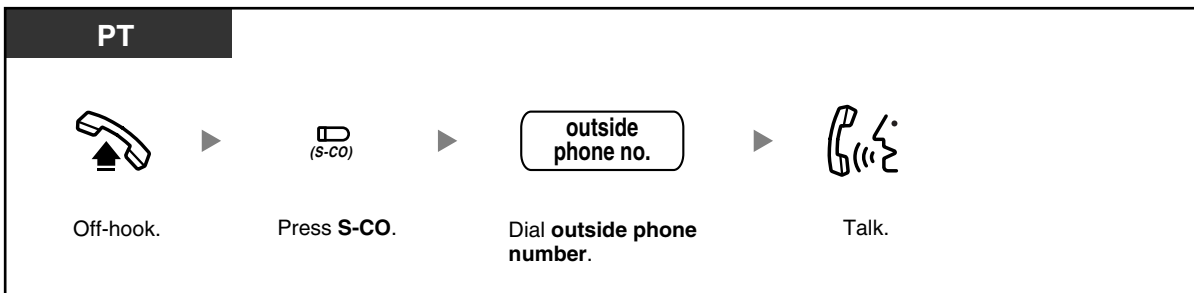 PT
(S-CO)
outside
phone no.
Off-hook.
Press S-CO.
Dial outside phone
number.
Talk.